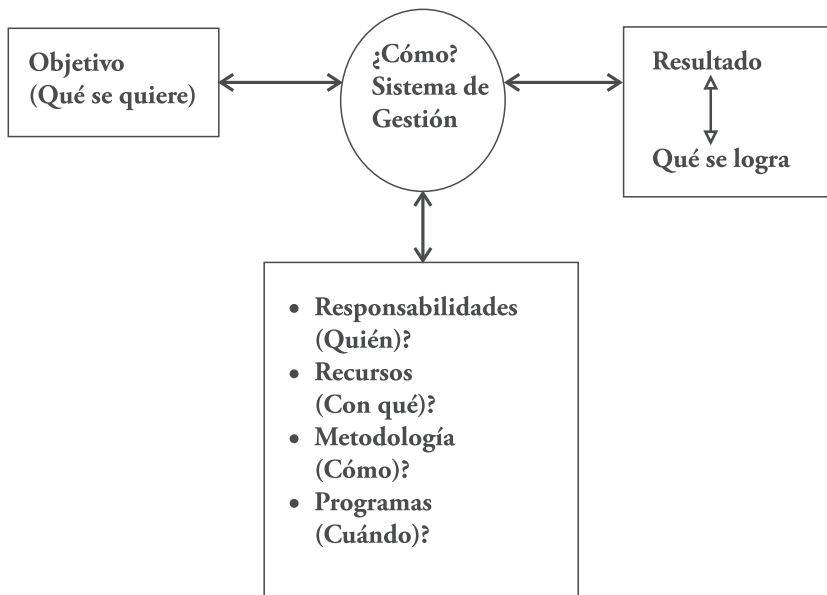 Objetivo
(Qué se quiere)
¿Cómo?
Sistema de
Gestión
Resultado
Qué se logra
• Responsabilidades
(Quién)?
• Recursos
(Con qué)?
• Metodología
(Cómo)?
• Programas
(Cuándo)?